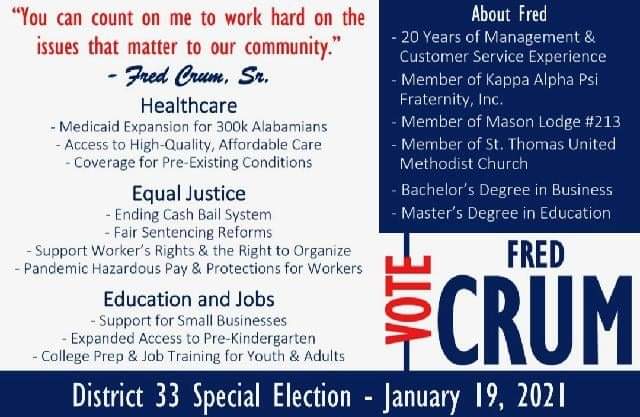 “You can count on me to work hard on the
issues that matter to our community.”
- Fred Crum, Sr.
Healthcare
- Medicaid Expansion for 300k Alabamians
- Access to High-Quality, Affordable Care
- Coverage for Pre-Existing Conditions
Equal Justice
- Ending Cash Bail System
- Fair Sentencing Reforms
- Support Worker’s Rights & the Right to Organize
- Pandemic Hazardous Pay & Protections for Workers
Education and Jobs
- Support for Small Businesses
- Expanded Access to Pre-Kindergarten
- College Prep & Job Training for Youth & Adults
About Fred
- 20 Years of Management &
Customer Service Experience
- Member of Kappa Alpha Psi
Fraternity, Inc.
- Member of Mason Lodge #213
- Member of St. Thomas United
Methodist Church
- Bachelor’s Degree in Business
- Master’s Degree in Education
VOTE
FRED
CRUM
District 33 Special Election - January 19, 2021